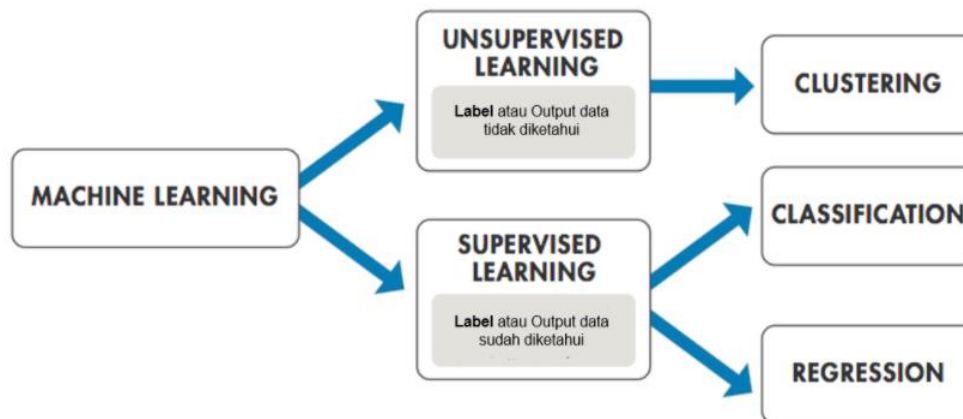 MACHINE LEARNING
UNSUPERVISED
LEARNING
Label atau Output data
tidak diketahui
SUPERVISED
LEARNING
Label atau Output data
sudah diketahui
CLUSTERING
CLASSIFICATION
REGRESSION